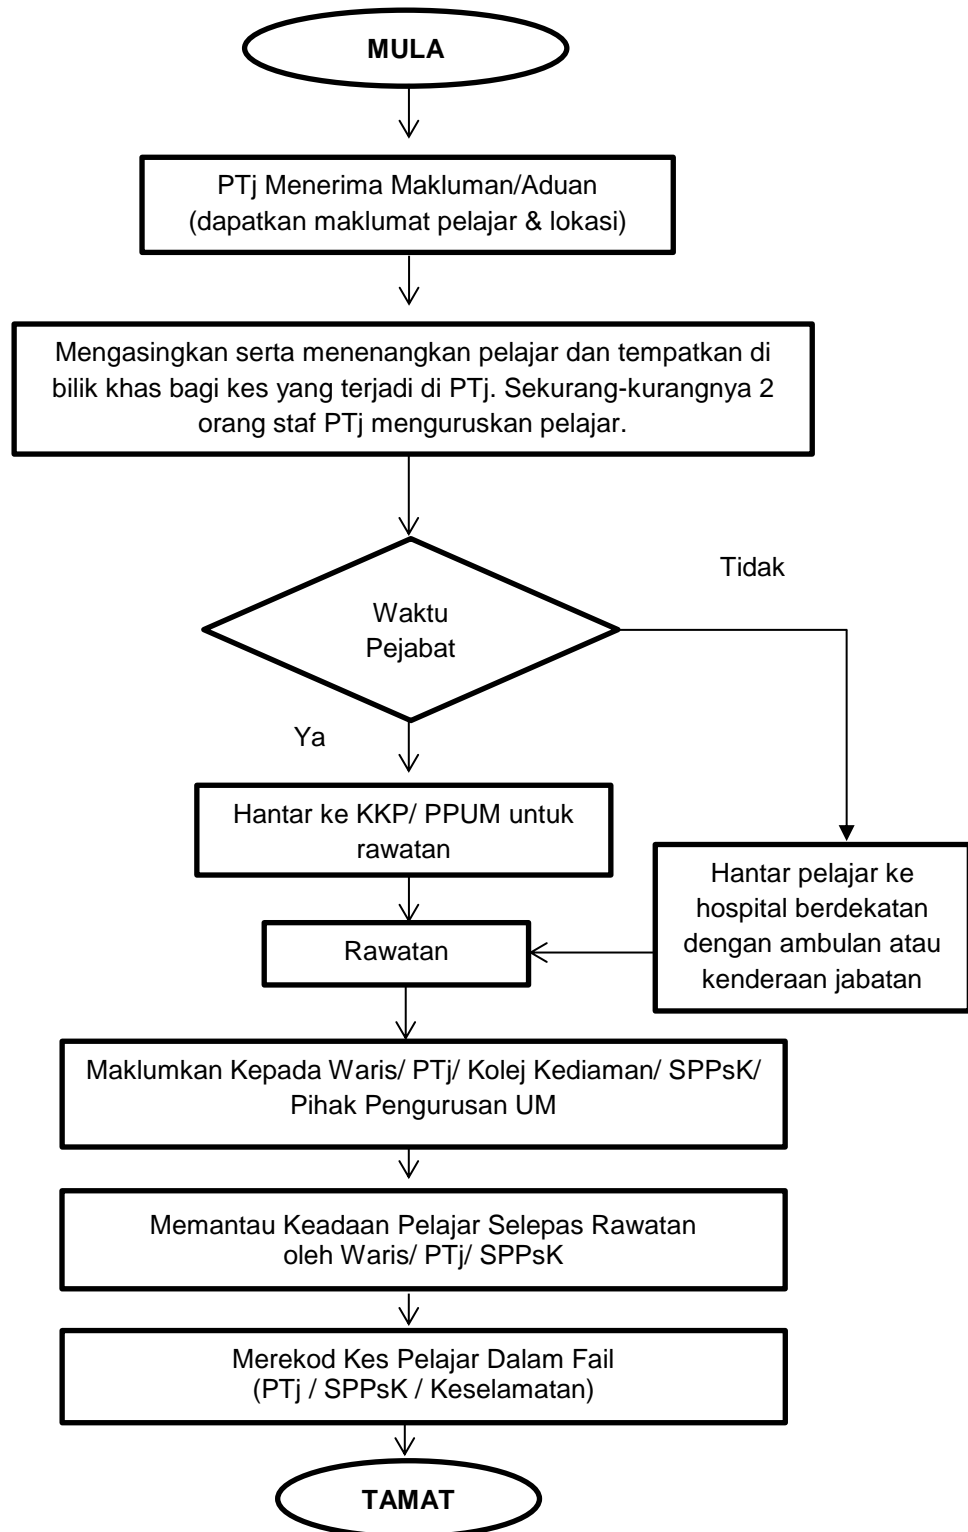 MULA
PTj Menerima Makluman/Aduan
(dapatkan maklumat pelajar & lokasi)
Mengasingkan serta menenangkan pelajar dan tempatkan di
bilik khas bagi kes yang terjadi di PTj. Sekurang-kurangnya 2
orang staf PTj menguruskan pelajar.
Tidak
Waktu
Pejabat
Ya
Hantar ke KKP/ PPUM untuk
rawatan
Hantar pelajar ke
hospital berdekatan
dengan ambulan atau
kenderaan jabatan
Rawatan
Maklumkan Kepada Waris/ PTj/ Kolej Kediaman/ SPPsK/
Pihak Pengurusan UM
Memantau Keadaan Pelajar Selepas Rawatan
oleh Waris/ PTj/ SPPsK
Merekod Kes Pelajar Dalam Fail
(PTj / SPPsK / Keselamatan)
TAMAT